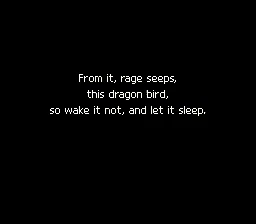 From it, rage seeps,
this dragon bird,
so wake it not, and let it sleep.